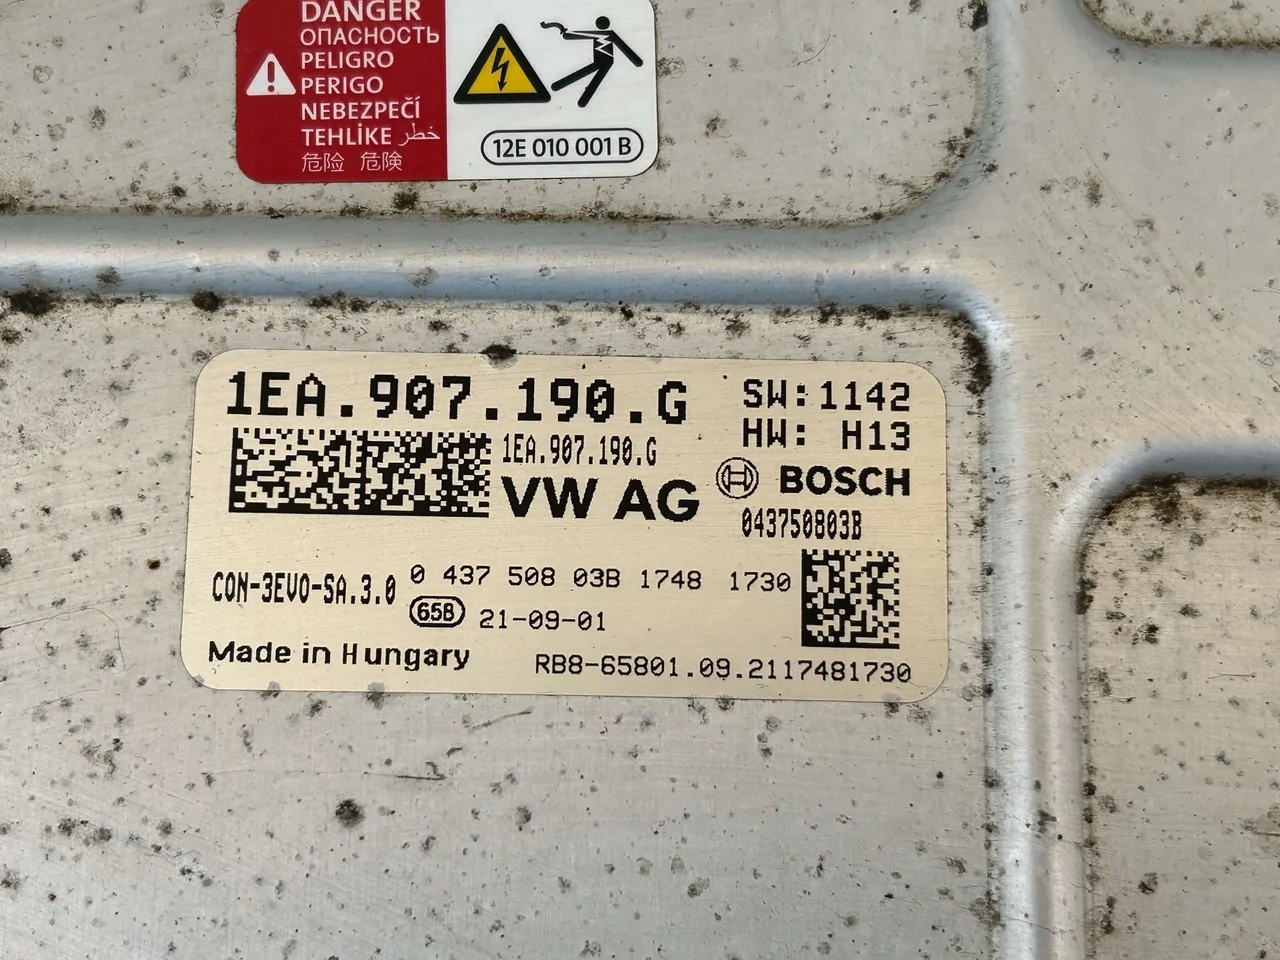 DANGER
ОПАСНОСТЬ
PELIGRO
PERIGO
NEBEZPEČÍ
TEHLİKE خطر
危险 危険
12E 010 001 B
1EA.907.190.G
SW:1142
HW: H13
1EA.907.190.G
VW AG
BOSCH
043750803B
CON-3EVO-SA.3.0
0 437 508 03B 1748 1730
65B 21-09-01
Made in Hungary
RB8-65801.09.2117481730